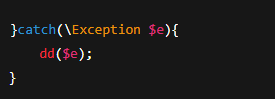 }catch(\Exception $e){
    dd($e);
}